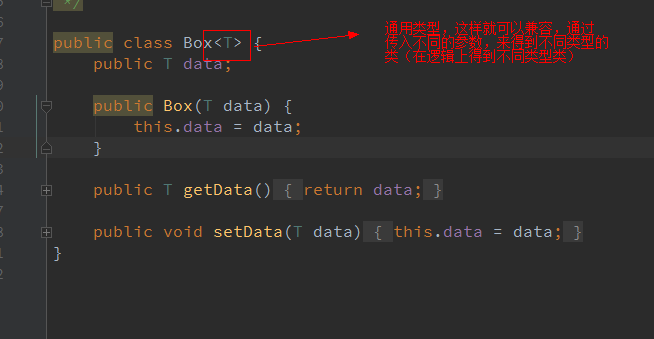 */
public class Box<T> {
通用类型，这样就可以兼容，通过
传入不同的参数，来得到不同类型的
类（在逻辑上得到不同类型类）
public T data;
public Box(T data) {
this.data = data;
}
public T getData() { return data; }
public void setData(T data) { this.data = data; }
}